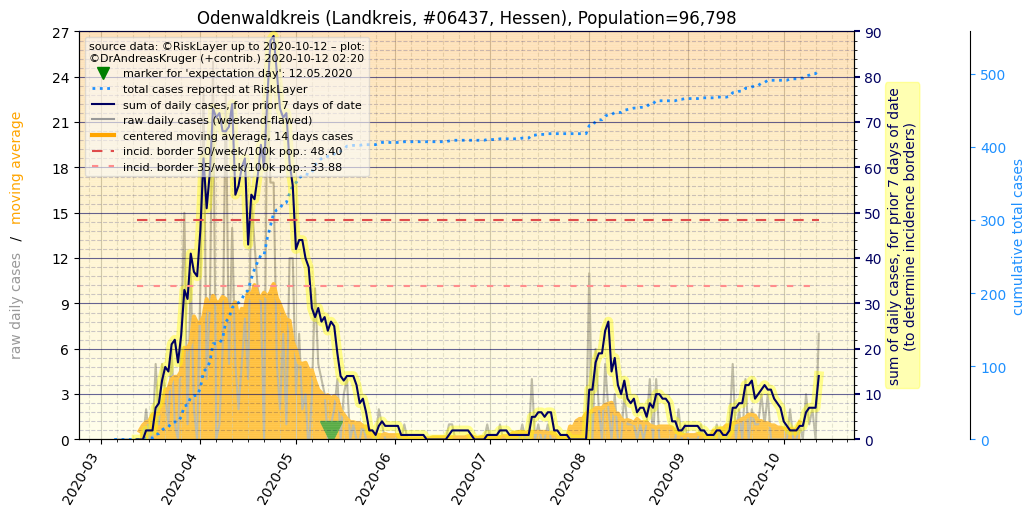 Odenwaldkreis (Landkreis, #06437, Hessen), Population=96,798
source data: ©RiskLayer up to 2020-10-12 – plot:
©DrAndreasKruger (+contrib.) 2020-10-12 02:20
marker for 'expectation day': 12.05.2020
total cases reported at RiskLayer
sum of daily cases, for prior 7 days of date
raw daily cases (weekend-flawed)
centered moving average, 14 days cases
incid. border 50/week/100k pop.: 48.40
incid. border 35/week/100k pop.: 33.88
raw daily cases / moving average
27
24
21
18
15
12
9
6
3
0
90
80
70
60
50
40
30
20
10
0
sum of daily cases, for prior 7 days of date
(to determine incidence borders)
500
400
300
200
100
0
cumulative total cases
2020-03
2020-04
2020-05
2020-06
2020-07
2020-08
2020-09
2020-10